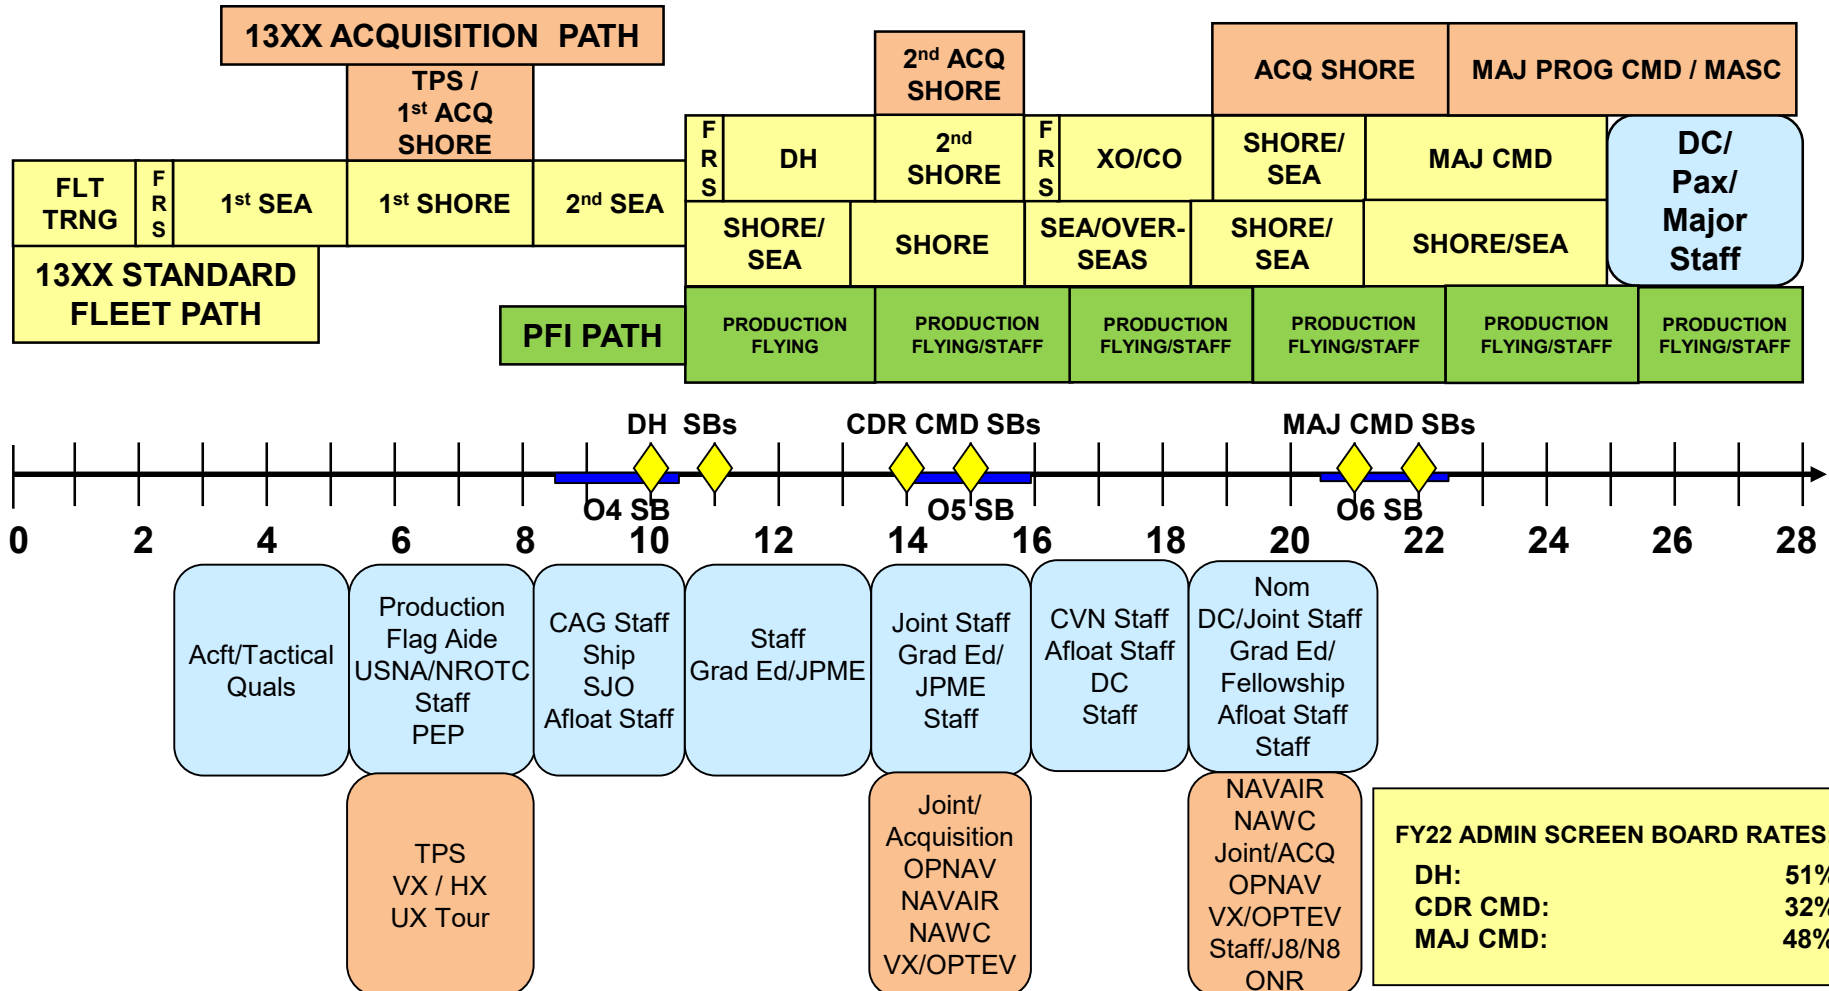 13XX ACQUISITION PATH
TPS /
1st ACQ
SHORE
2nd ACQ
SHORE
ACQ SHORE
MAJ PROG CMD / MASC
FLT
TRNG
F
R
S
1st SEA
1st SHORE
2nd SEA
F
R
S
DH
2nd
SHORE
F
R
S
XO/CO
SHORE/
SEA
MAJ CMD
DC/
Pax/
Major
Staff
SHORE/
SEA
SHORE
SEA/OVER-
SEAS
SHORE/
SEA
SHORE/SEA
13XX STANDARD
FLEET PATH
PFI PATH
PRODUCTION
FLYING
PRODUCTION
FLYING/STAFF
PRODUCTION
FLYING/STAFF
PRODUCTION
FLYING/STAFF
PRODUCTION
FLYING/STAFF
PRODUCTION
FLYING/STAFF
DH SBs
CDR CMD SBs
MAJ CMD SBs
O4 SB
O5 SB
O6 SB
0 2 4 6 8 10 12 14 16 18 20 22 24 26 28
Acft/Tactical
Quals
Production
Flag Aide
USNA/NROTC
Staff
PEP
CAG Staff
Ship
SJO
Afloat Staff
Staff
Grad Ed/JPME
Joint Staff
Grad Ed/
JPME
Staff
CVN Staff
Afloat Staff
DC
Staff
Nom
DC/Joint Staff
Grad Ed/
Fellowship
Afloat Staff
Staff
TPS
VX / HX
UX Tour
Joint/
Acquisition
OPNAV
NAVAIR
NAWC
VX/OPTEV
NAVAIR
NAWC
Joint/ACQ
OPNAV
VX/OPTEV
Staff/J8/N8
ONR
FY22 ADMIN SCREEN BOARD RATES:
DH: 51%
CDR CMD: 32%
MAJ CMD: 48%